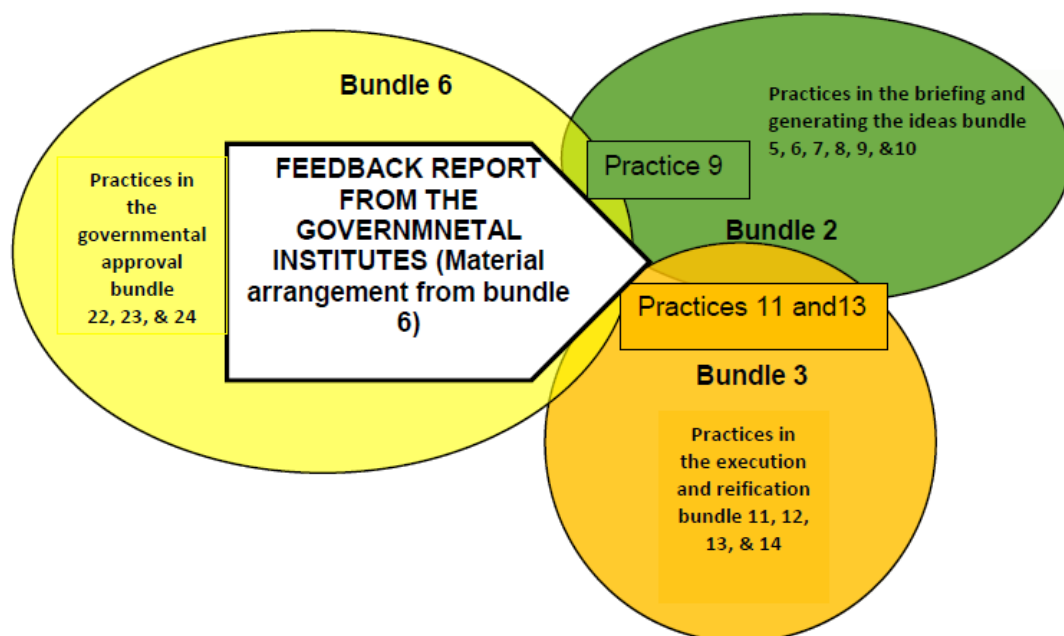 Bundle 6
Practices in
the
governmental
approval
bundle
22, 23, & 24
FEEDBACK REPORT
FROM THE
GOVERNMNETAL
INSTITUTES (Material
arrangement from bundle
6)
Practices in the briefing and
generating the ideas bundle
5, 6, 7, 8, 9, &10
Practice 9
Bundle 2
Practices 11 and13
Bundle 3
Practices in
the execution
and reification
bundle 11, 12,
13, & 14